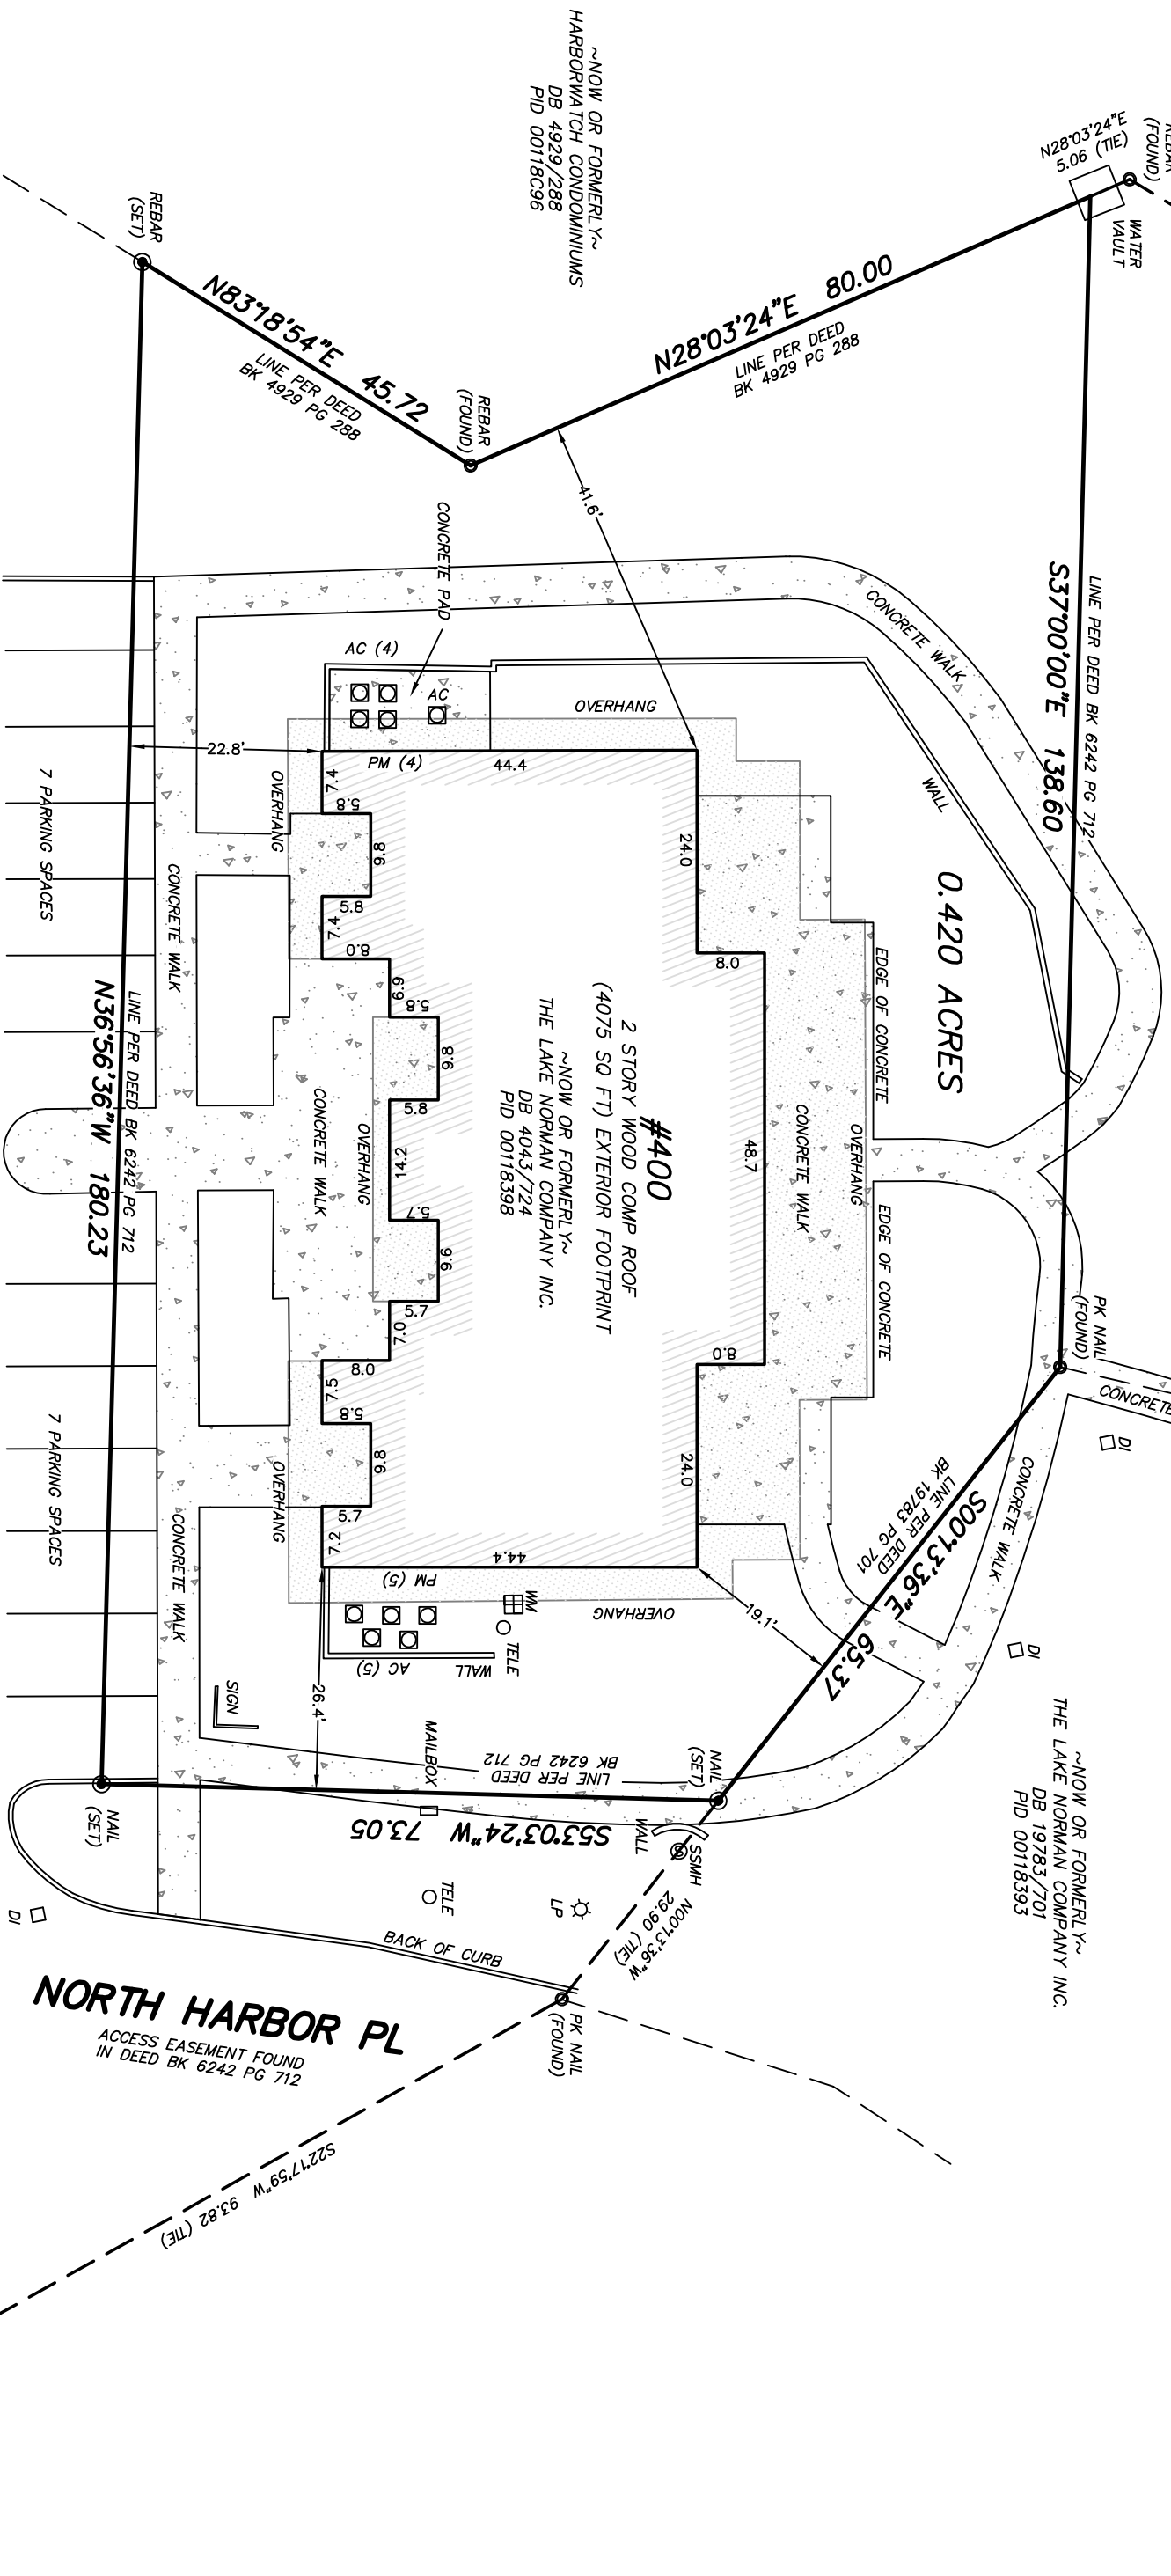 ~NOW OR FORMERLY~
HARBORWATCH CONDOMINIUMS
DB 4929/288
PID 00118C96
N28°03'24"E
5.06 (TIE)
REBAR
(FOUND)
WATER
VAULT
REBAR
(SET)
N83°18'54"E 45.72
LINE PER DEED
BK 4929 PG 288
REBAR
(FOUND)
N28°03'24"E 80.00
LINE PER DEED
BK 4929 PG 288
41.6'
LINE PER DEED BK 6242 PG 712
S37°00'00"E 138.60
CONCRETE WALK
WALL
0.420 ACRES
CONCRETE PAD
AC (4)
AC
OVERHANG
PM (4)
44.4
22.8'
OVERHANG
7.4
5.8
9.8
5.8
7.4
8.0
6.9
5.8
9.8
5.8
14.2
5.7
9.6
5.7
7.0
8.0
7.5
5.8
9.8
5.7
7.2
44.4
24.0
8.0
48.7
8.0
24.0
7 PARKING SPACES
CONCRETE WALK
LINE PER DEED BK 6242 PG 712
N36°56'36"W 180.23
CONCRETE WALK
OVERHANG
#400
2 STORY WOOD COMP ROOF
(4075 SQ FT) EXTERIOR FOOTPRINT
~NOW OR FORMERLY~
THE LAKE NORMAN COMPANY INC.
DB 4043/724
PID 00118398
EDGE OF CONCRETE
OVERHANG
CONCRETE WALK
EDGE OF CONCRETE
PK NAIL
(FOUND)
CONCRETE
DI
LINE PER DEED
BK 19783 PG 701
S00°13'36"E 65.37
CONCRETE WALK
DI
19.1'
7 PARKING SPACES
CONCRETE WALK
OVERHANG
PM (5)
OVERHANG
WM
TELE
AC (5)
WALL
26.4'
SIGN
MAILBOX
LINE PER DEED
BK 6242 PG 712
NAIL
(SET)
S53°03'24"W 73.05
WALL
SSMH
NAIL
(SET)
TELE
LP
DI
N00°13'36"W
29.90 (TIE)
BACK OF CURB
PK NAIL
(FOUND)
~NOW OR FORMERLY~
THE LAKE NORMAN COMPANY INC.
DB 19783/701
PID 00118393
NORTH HARBOR PL
ACCESS EASEMENT FOUND
IN DEED BK 6242 PG 712
S22°17'59"W 93.82 (TIE)